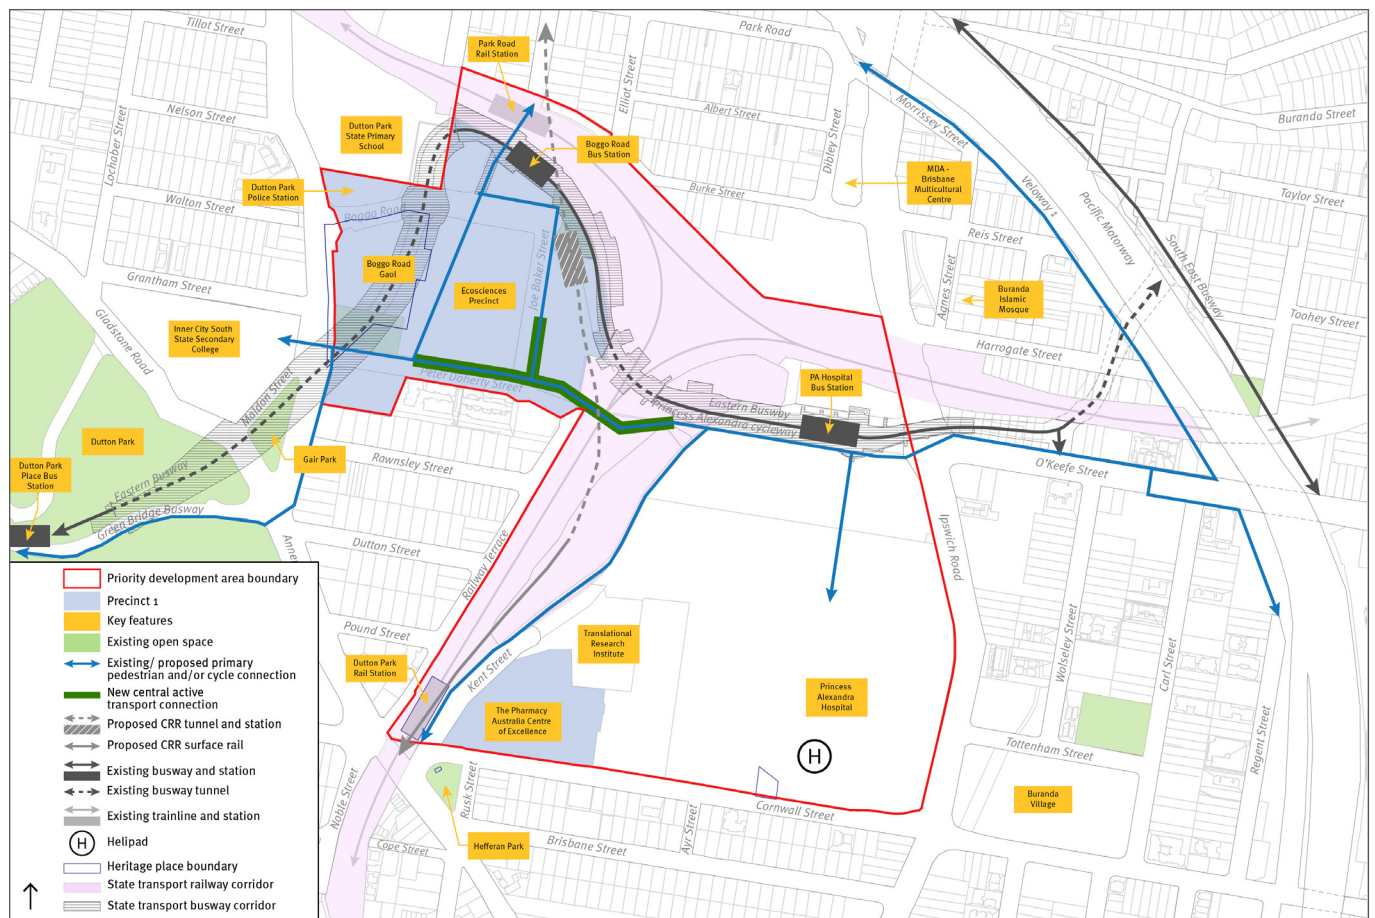 Tillot Street
Park Road
Park Road
Rail Station
Elliot Street
Nelson Street
Albert Street
Morrissey Street
Buranda Street
Lochaber Street
Dutton Park
State Primary
School
Boggo Road
Bus Station
Dibley Street
MDA -
Brisbane
Multicultural
Centre
Veloway 1
Dutton Park
Police Station
Burke Street
Taylor Street
Walton Street
Boggo Road
Pacific Motorway
Reis Street
South East Busway
Boggo Road
Gaol
Joe Baker Street
Grantham Street
Ecosciences
Precinct
Agnes Street
Buranda
Islamic
Mosque
Toohey Street
Gladstone Road
Inner City South
State Secondary
College
Harrogate Street
Peter Doherty Street
PA Hospital
Bus Station
Maldon Street
Eastern Busway
Princess Alexandra cycleway
Dutton Park
Gair Park
Rawnsley Street
O'Keefe Street
Dutton Park
Place Bus
Station
Eastern Busway
Green Bridge Busway
Ipswich Road
Dutton Street
Anne
Railway Terrace
Priority development area boundary
Precinct 1
Key features
Existing open space
Existing/ proposed primary
pedestrian and/or cycle connection
New central active
transport connection
Proposed CRR tunnel and station
Proposed CRR surface rail
Existing busway and station
Existing busway tunnel
Existing trainline and station
H
Helipad
Heritage place boundary
State transport railway corridor
State transport busway corridor
Pound Street
Translational
Research
Institute
Wolseley Street
Carl Street
Dutton Park
Rail Station
Kent Street
Princess
Alexandra
Hospital
The Pharmacy
Australia Centre
of Excellence
Regent Street
H
Tottenham Street
Noble Street
Rusk Street
Buranda
Village
Cornwall Street
Ayr Street
Cope Street
Hefferan Park
Brisbane Street